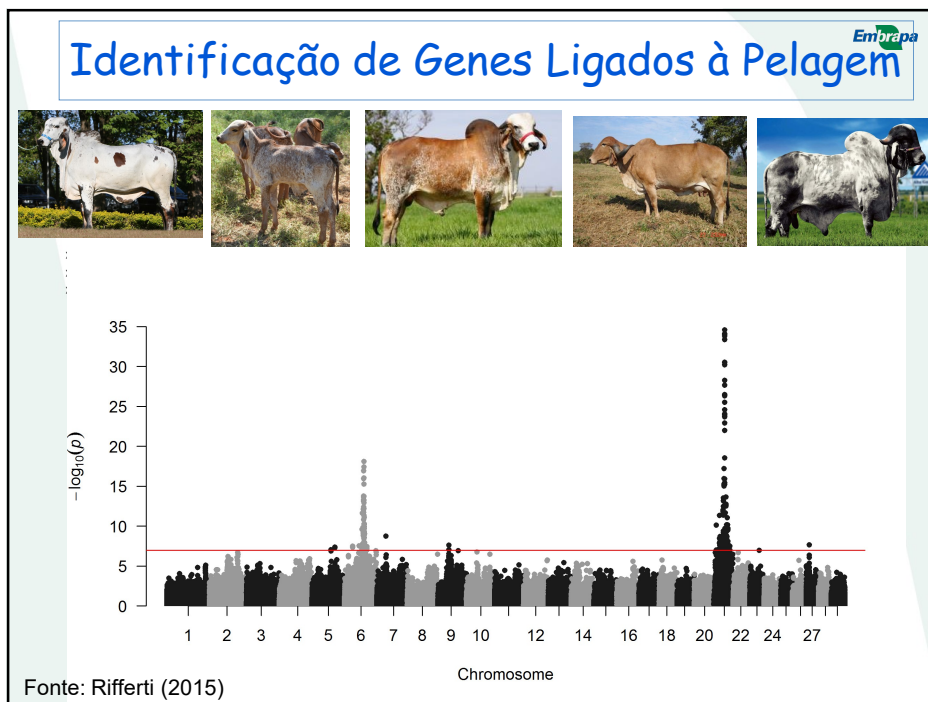 Embrapa
Identificação de Genes Ligados à Pelagem
35
30
25
20
15
10
5
0
−log₁₀(p)
1 2 3 4 5 6 7 8 9 10 12 14 16 18 20 22 24 27
Chromosome
Fonte: Rifferti (2015)